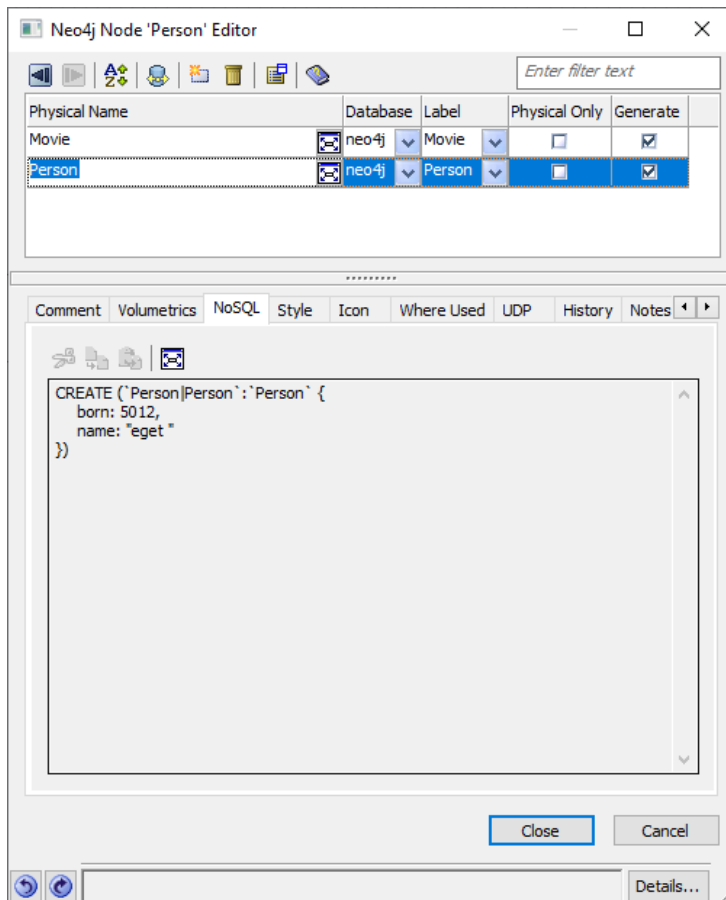 Neo4j Node 'Person' Editor
Enter filter text
Physical Name Database Label Physical Only Generate
Movie neo4j Movie
Person neo4j Person
Comment Volumetrics NoSQL Style Icon Where Used UDP History Notes
CREATE (`Person|Person`:`Person` {
born: 5012,
name: "eget "
})
Close Cancel
Details...